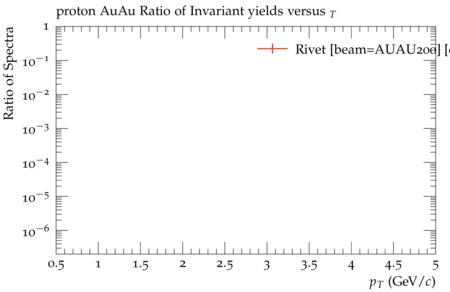 proton AuAu Ratio of Invariant yields versus T
Ratio of Spectra
1
10−1
10−2
10−3
10−4
10−5
10−6
Rivet [beam=AUAU200] [
0.5 1 1.5 2 2.5 3 3.5 4 4.5 5
pT (GeV/c)